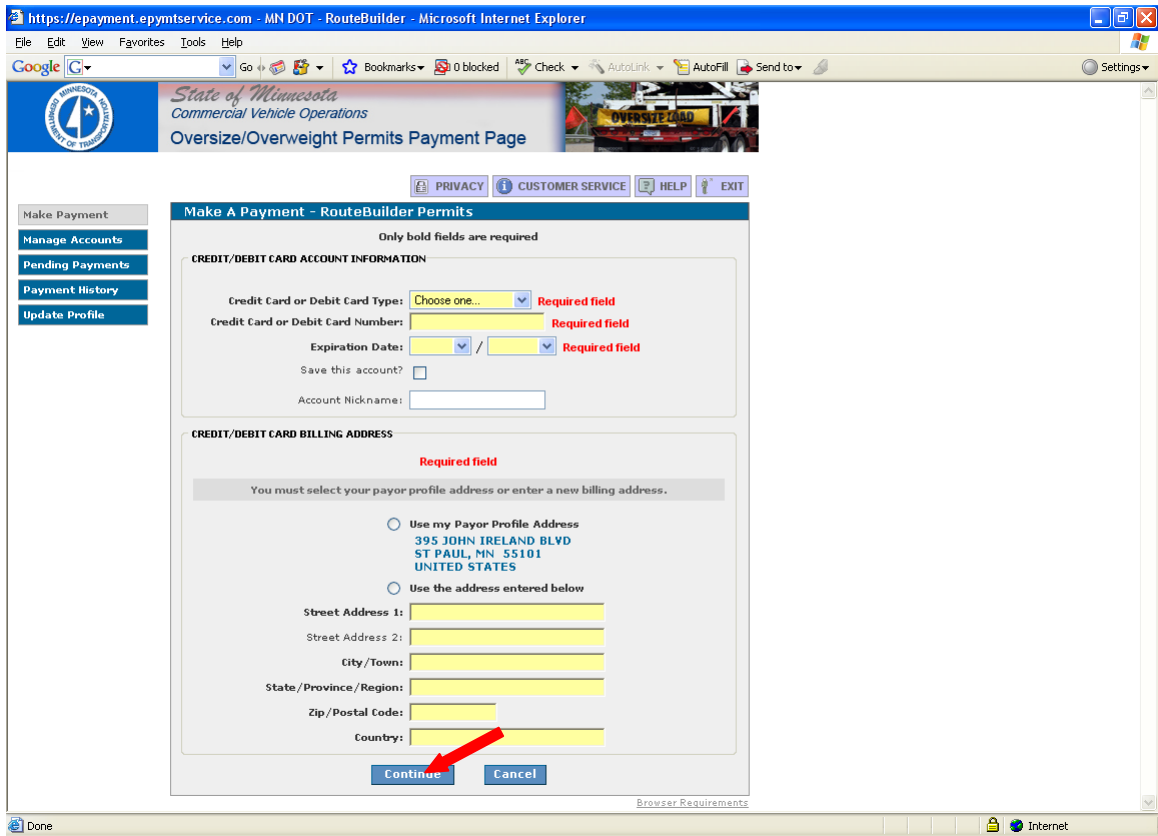 https://epayment.epymtservice.com - MN DOT - RouteBuilder - Microsoft Internet Explorer
File Edit View Favorites Tools Help
Google G Go Bookmarks 0 blocked ABC Check AutoLink AutoFill Send to Settings
MINNESOTA DEPARTMENT OF TRANSPORTATION
State of Minnesota
Commercial Vehicle Operations
Oversize/Overweight Permits Payment Page
OVERSIZE LOAD
PRIVACY CUSTOMER SERVICE HELP EXIT
Make Payment
Manage Accounts
Pending Payments
Payment History
Update Profile
Make A Payment - RouteBuilder Permits
Only bold fields are required
CREDIT/DEBIT CARD ACCOUNT INFORMATION
Credit Card or Debit Card Type: Choose one... Required field
Credit Card or Debit Card Number: Required field
Expiration Date: / Required field
Save this account?
Account Nickname:
CREDIT/DEBIT CARD BILLING ADDRESS
Required field
You must select your payor profile address or enter a new billing address.
Use my Payor Profile Address
395 JOHN IRELAND BLVD
ST PAUL, MN 55101
UNITED STATES
Use the address entered below
Street Address 1:
Street Address 2:
City/Town:
State/Province/Region:
Zip/Postal Code:
Country:
Continue Cancel
Browser Requirements
Done Internet